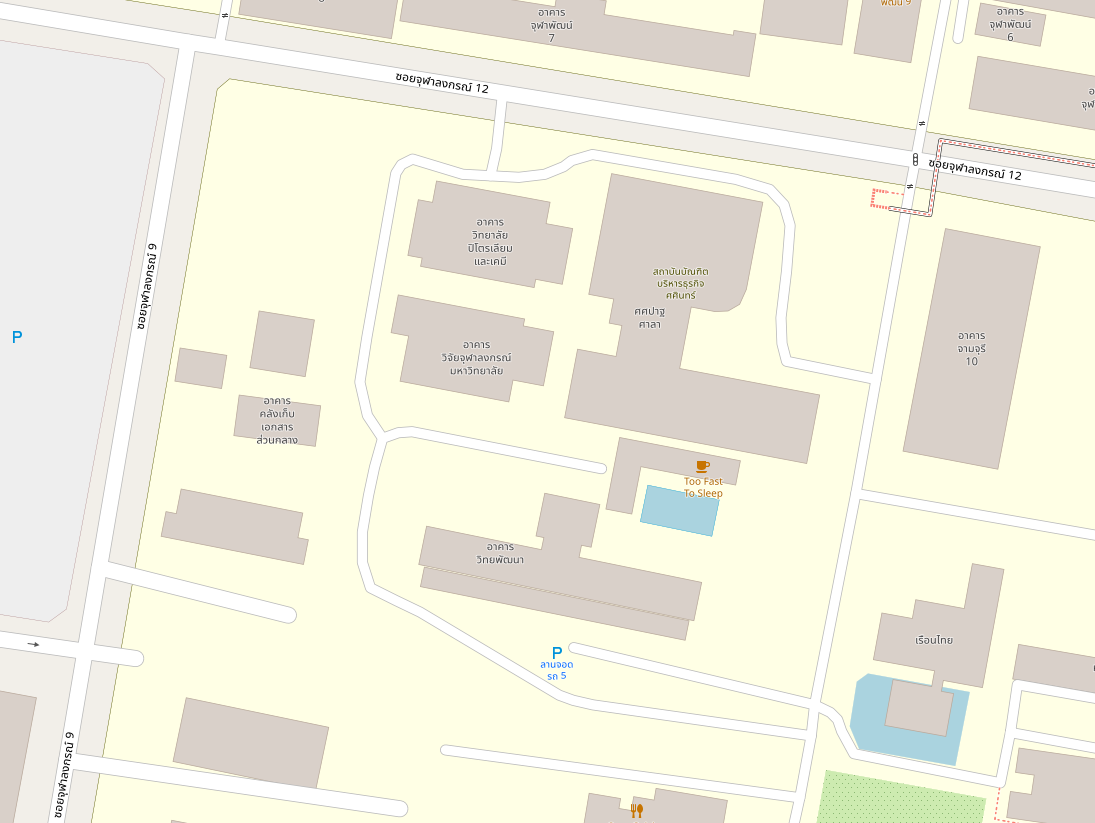 อาคาร
จุฬาพัฒน์
7
พัฒน์ 9
อาคาร
จุฬาพัฒน์
6
ซอยจุฬาลงกรณ์ 12
ซอยจุฬาลงกรณ์ 12
อาคาร
วิทยาลัย
ปิโตรเลียม
และเคมี
สถาบันบัณฑิต
บริหารธุรกิจ
ศศินทร์
ศศปาฐ
ศาลา
ซอยจุฬาลงกรณ์ 9
P
อาคาร
วิจัยจุฬาลงกรณ์
มหาวิทยาลัย
อาคาร
จามจุรี
10
อาคาร
คลังเก็บ
เอกสาร
ส่วนกลาง
Too Fast
To Sleep
อาคาร
วิทยพัฒนา
เรือนไทย
P
ลานจอด
รถ 5
ซอยจุฬาลงกรณ์ 9